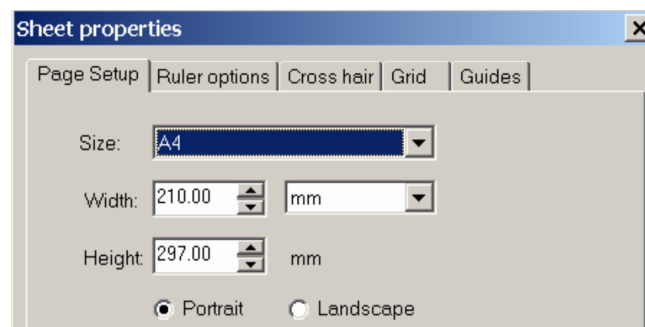 Sheet properties
Page Setup Ruler options Cross hair Grid Guides
Size: A4
Width: 210.00 mm
Height: 297.00 mm
Portrait Landscape